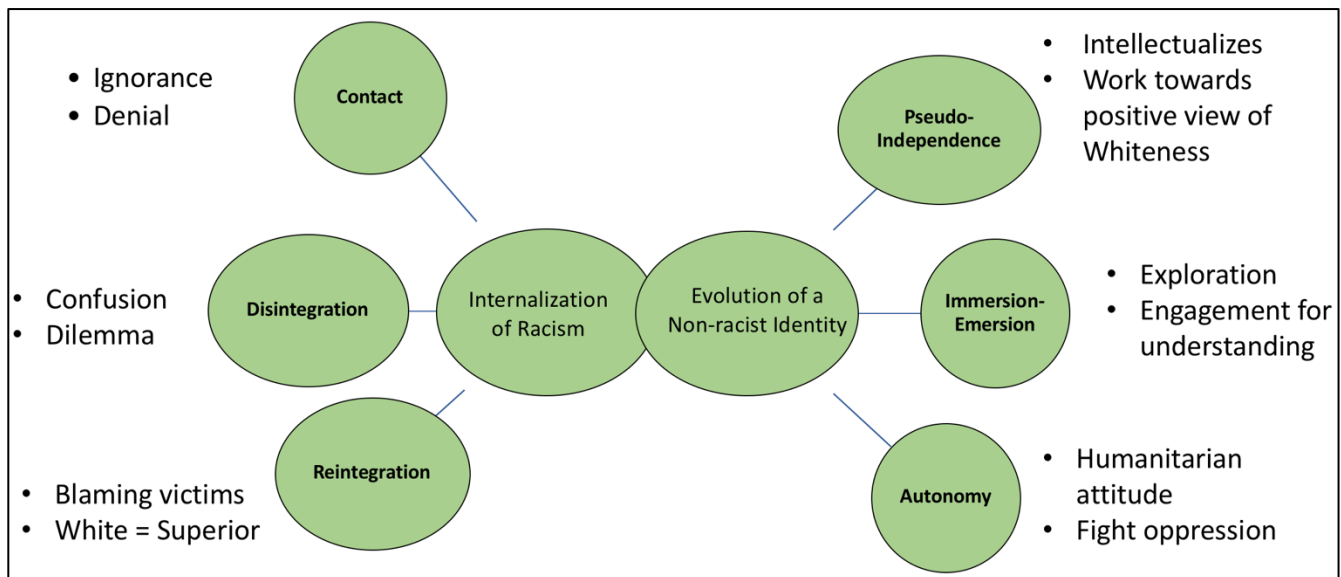 • Ignorance
• Denial
Contact
Pseudo-
Independence
• Intellectualizes
• Work towards
positive view of
Whiteness
• Confusion
• Dilemma
Disintegration
Internalization
of Racism
Evolution of a
Non-racist Identity
Immersion-
Emersion
• Exploration
• Engagement for
understanding
• Blaming victims
• White = Superior
Reintegration
Autonomy
• Humanitarian
attitude
• Fight oppression